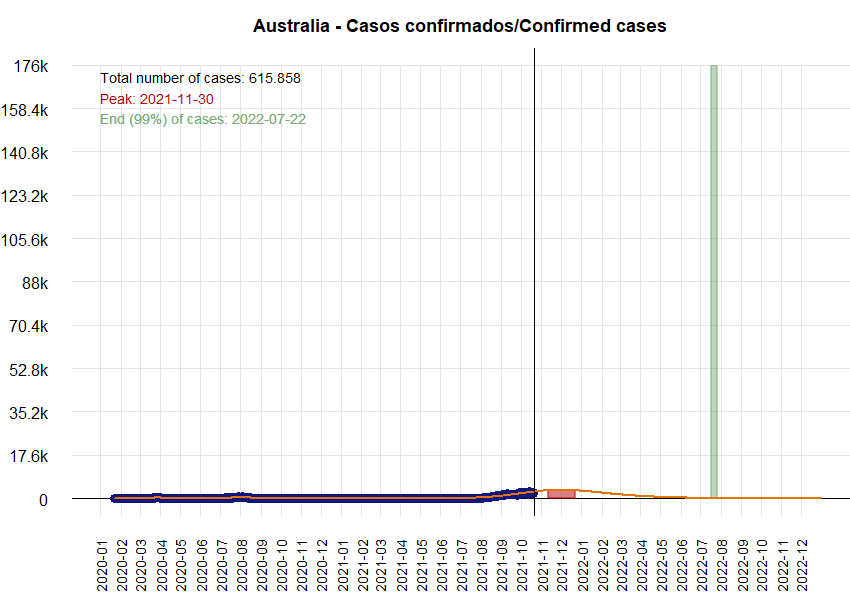 Australia - Casos confirmados/Confirmed cases
176k
Total number of cases: 615.858
Peak: 2021-11-30
158.4k
End (99%) of cases: 2022-07-22
140.8k
123.2k
105.6k
88k
70.4k
52.8k
35.2k
17.6k
0
2020-01
2020-02
2020-03
2020-04
2020-05
2020-06
2020-07
2020-08
2020-09
2020-10
2020-11
2020-12
2021-01
2021-02
2021-03
2021-04
2021-05
2021-06
2021-07
2021-08
2021-09
2021-10
2021-11
2021-12
2022-01
2022-02
2022-03
2022-04
2022-05
2022-06
2022-07
2022-08
2022-09
2022-10
2022-11
2022-12